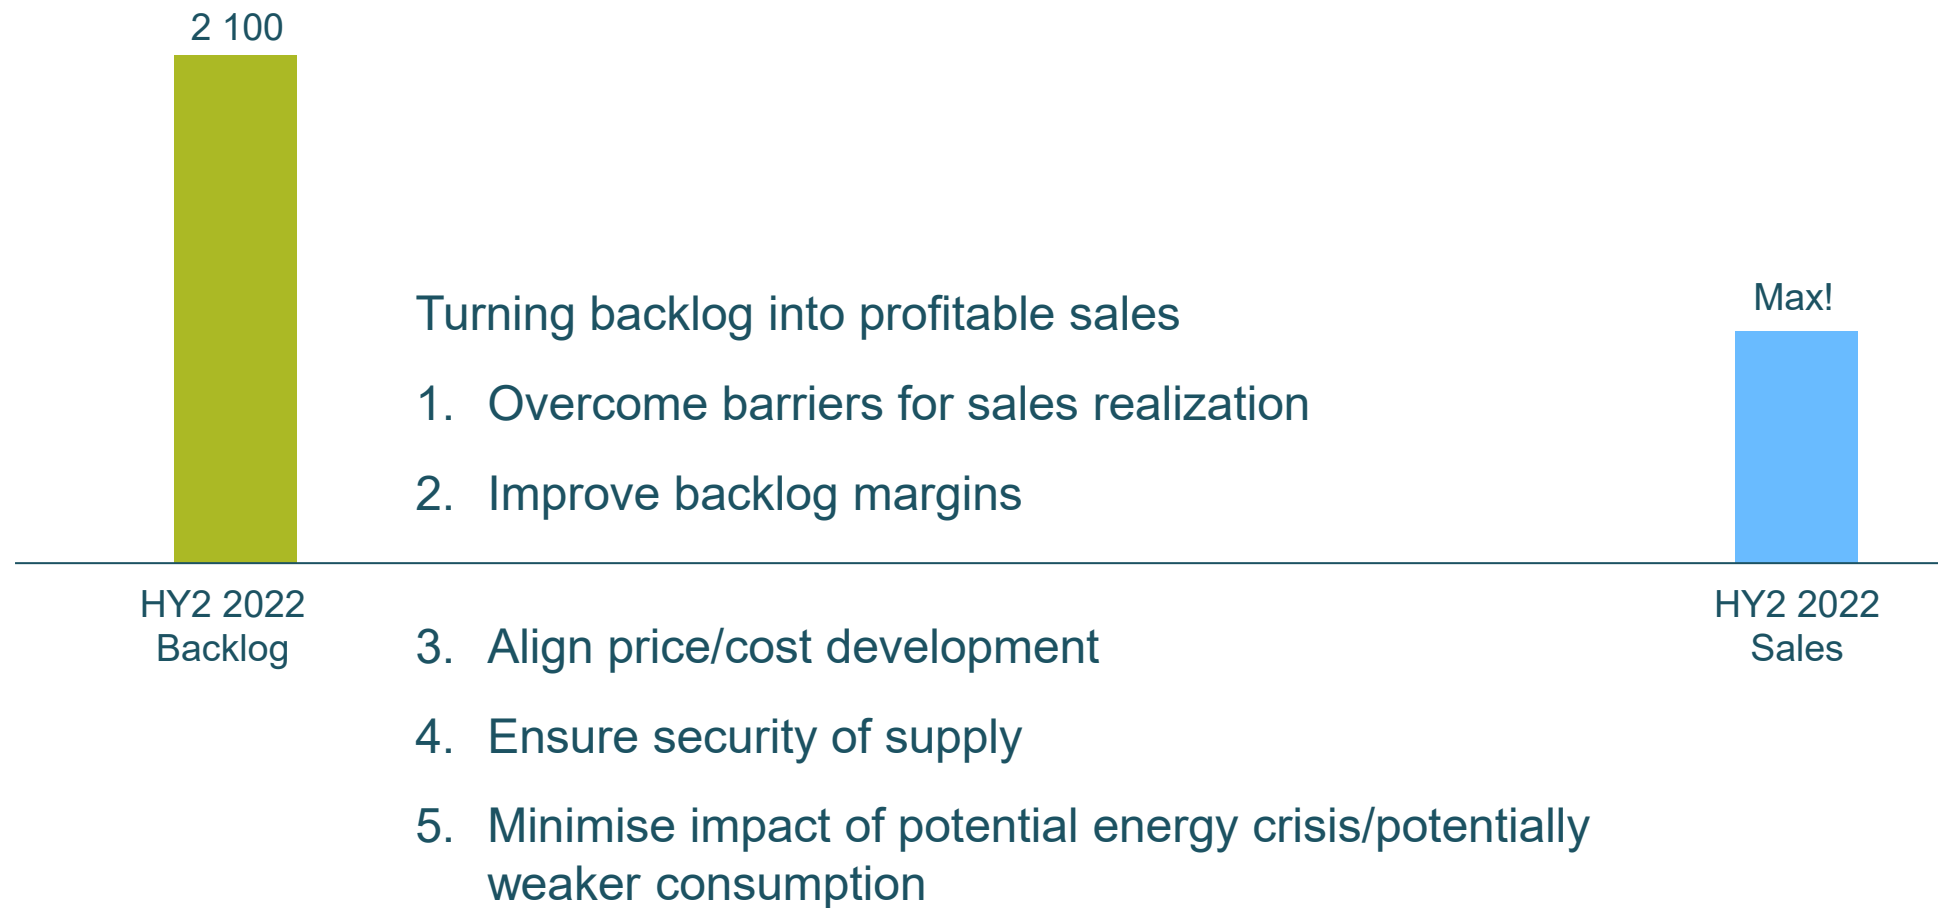 2 100
Turning backlog into profitable sales
1. Overcome barriers for sales realization
2. Improve backlog margins
Max!
HY2 2022
Backlog
3. Align price/cost development
4. Ensure security of supply
5. Minimise impact of potential energy crisis/potentially
weaker consumption
HY2 2022
Sales